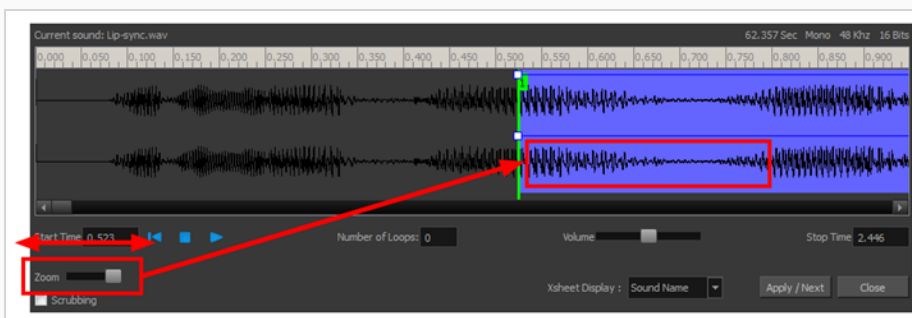 Current sound: Lip-sync.wav 62.357 Sec Mono 48 Khz 16 Bits
0.000 0.050 0.100 0.150 0.200 0.250 0.300 0.350 0.400 0.450 0.500 0.550 0.600 0.650 0.700 0.750 0.800 0.850 0.900
Start Time 0.523 Number of Loops: 0 Volume Stop Time 2.446
Zoom
Xsheet Display : Sound Name Apply / Next Close
Scrubbing